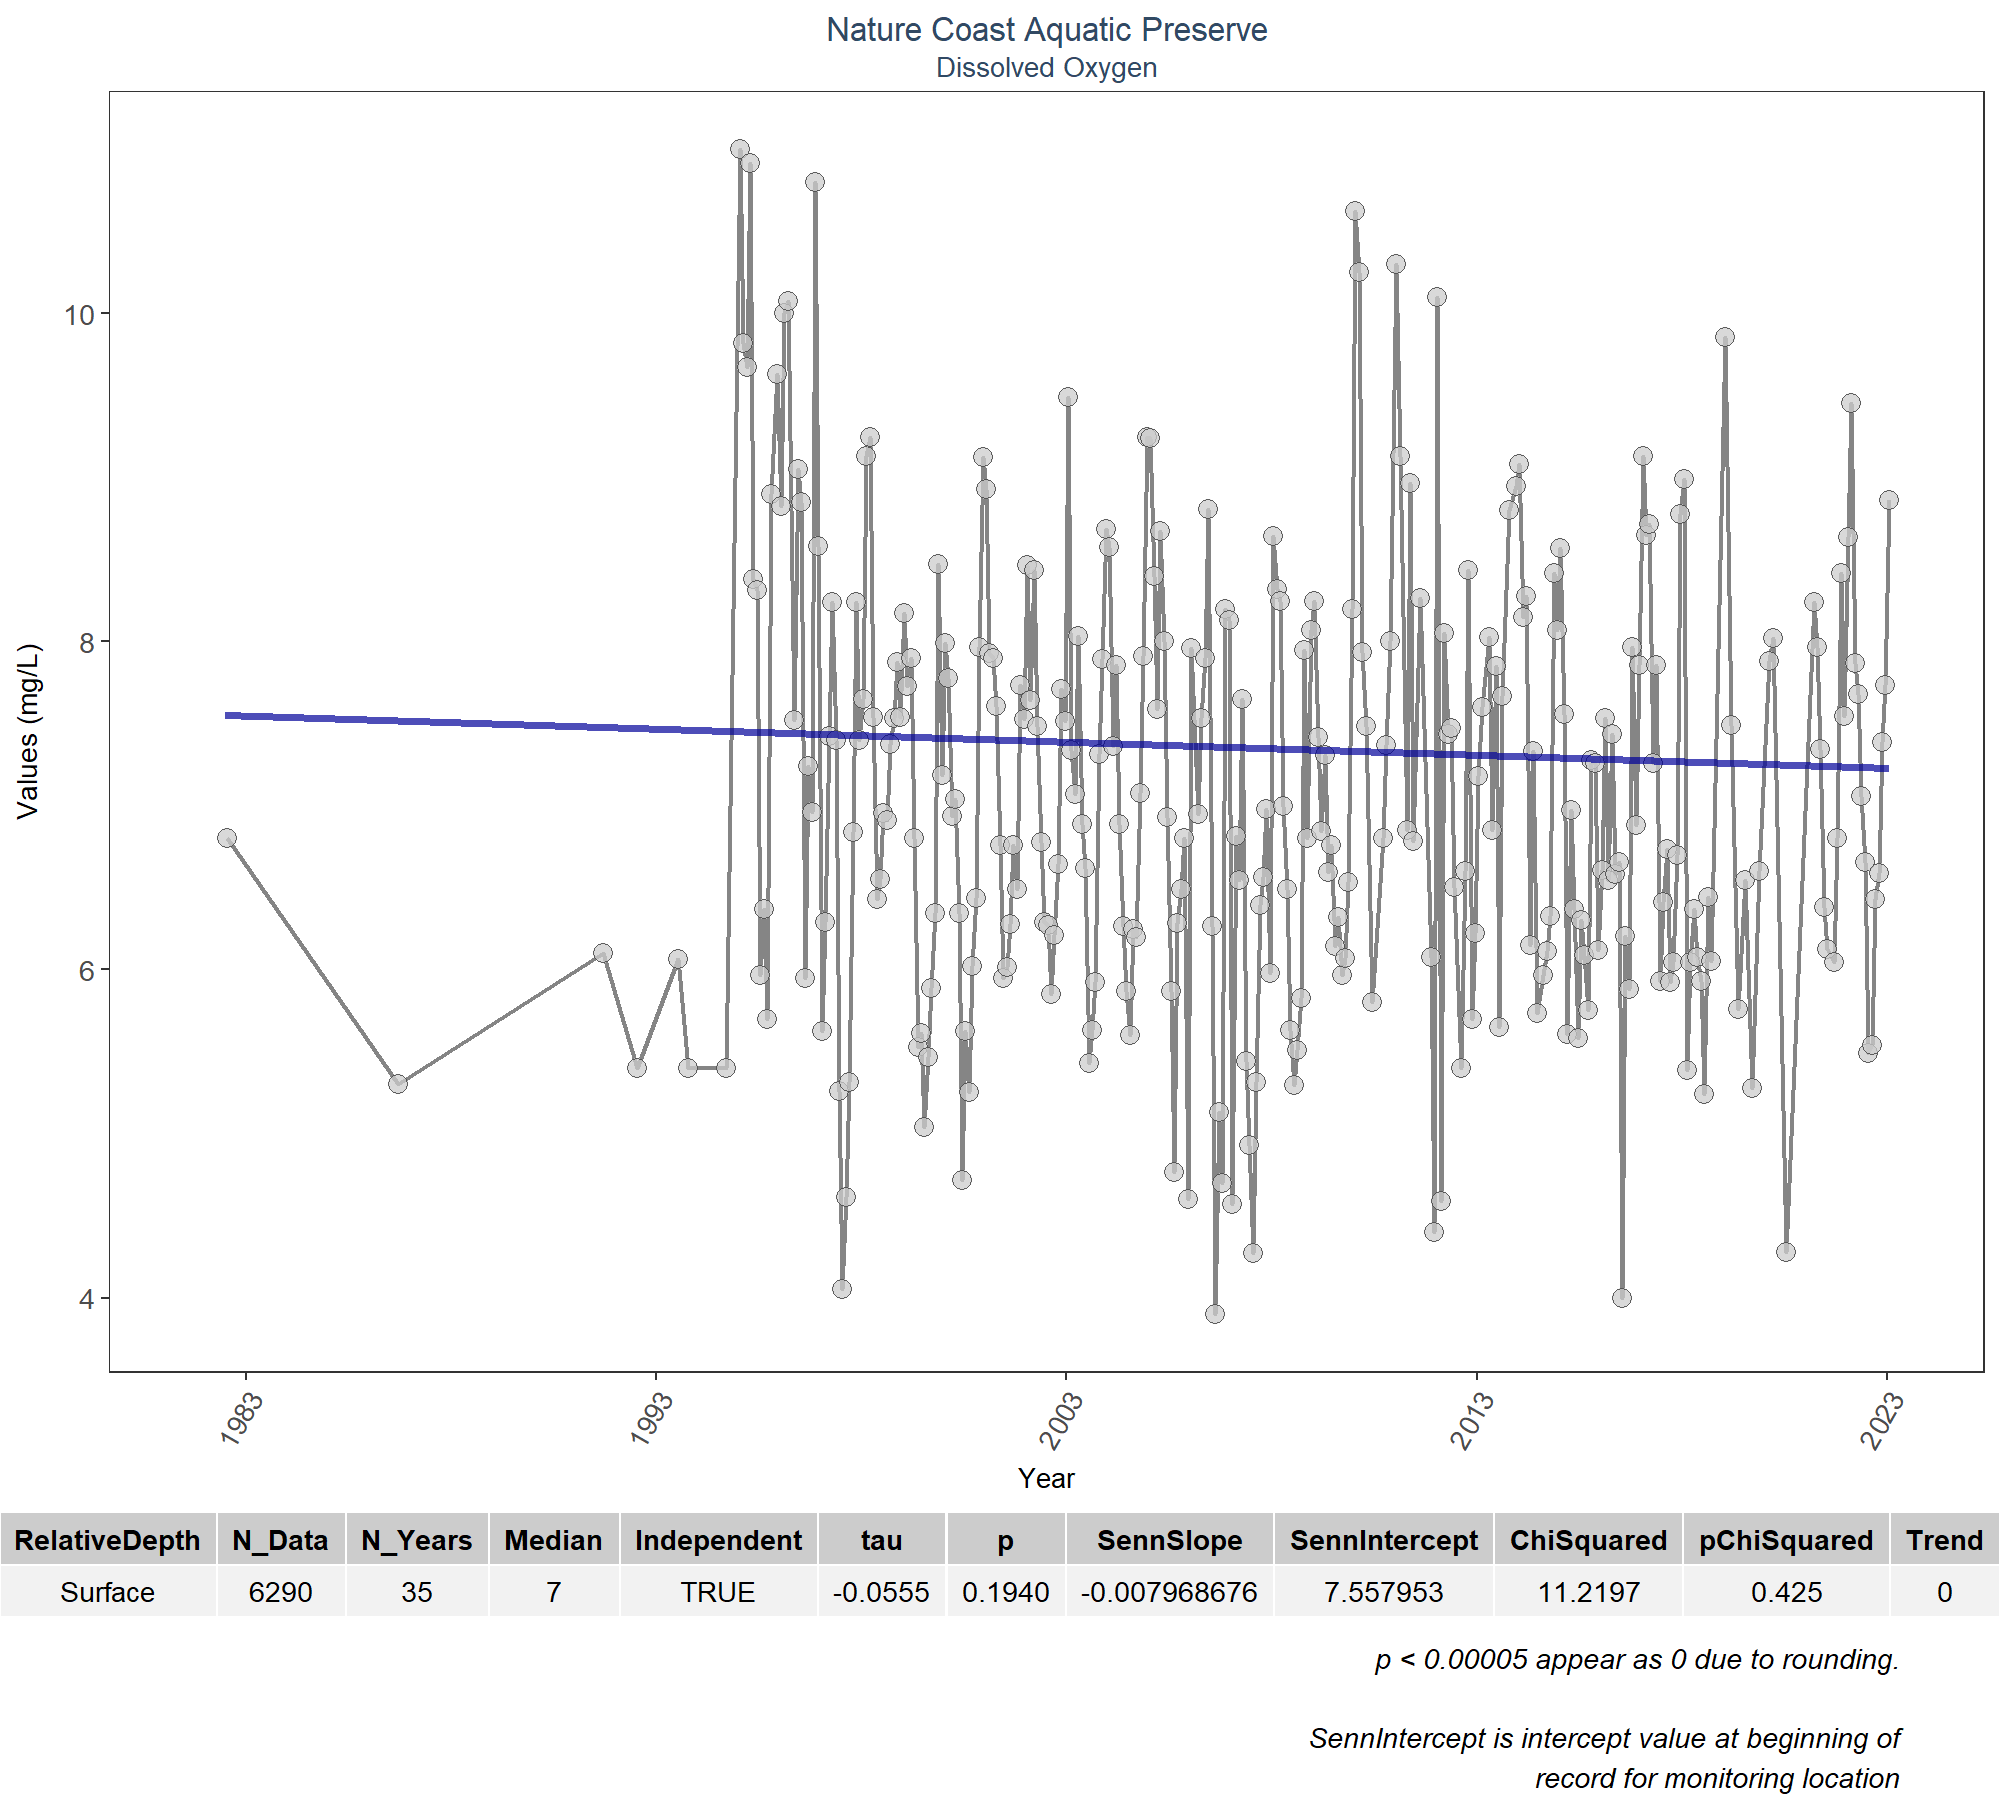 Nature Coast Aquatic Preserve
Dissolved Oxygen
Values (mg/L)
10
8
6
4
1983 1993 2003 2013 2023
Year
RelativeDepth N_Data N_Years Median Independent tau p SennSlope SennIntercept ChiSquared pChiSquared Trend
Surface 6290 35 7 TRUE -0.0555 0.1940 -0.007968676 7.557953 11.2197 0.425 0
p < 0.00005 appear as 0 due to rounding.
SennIntercept is intercept value at beginning of
record for monitoring location